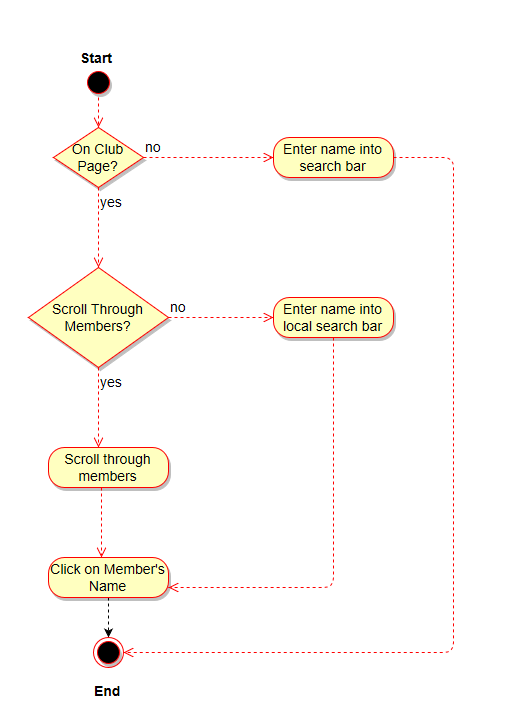 Start
On Club
Page?
no
Enter name into
search bar
yes
Scroll Through
Members?
no
Enter name into
local search bar
yes
Scroll through
members
Click on Member's
Name
End